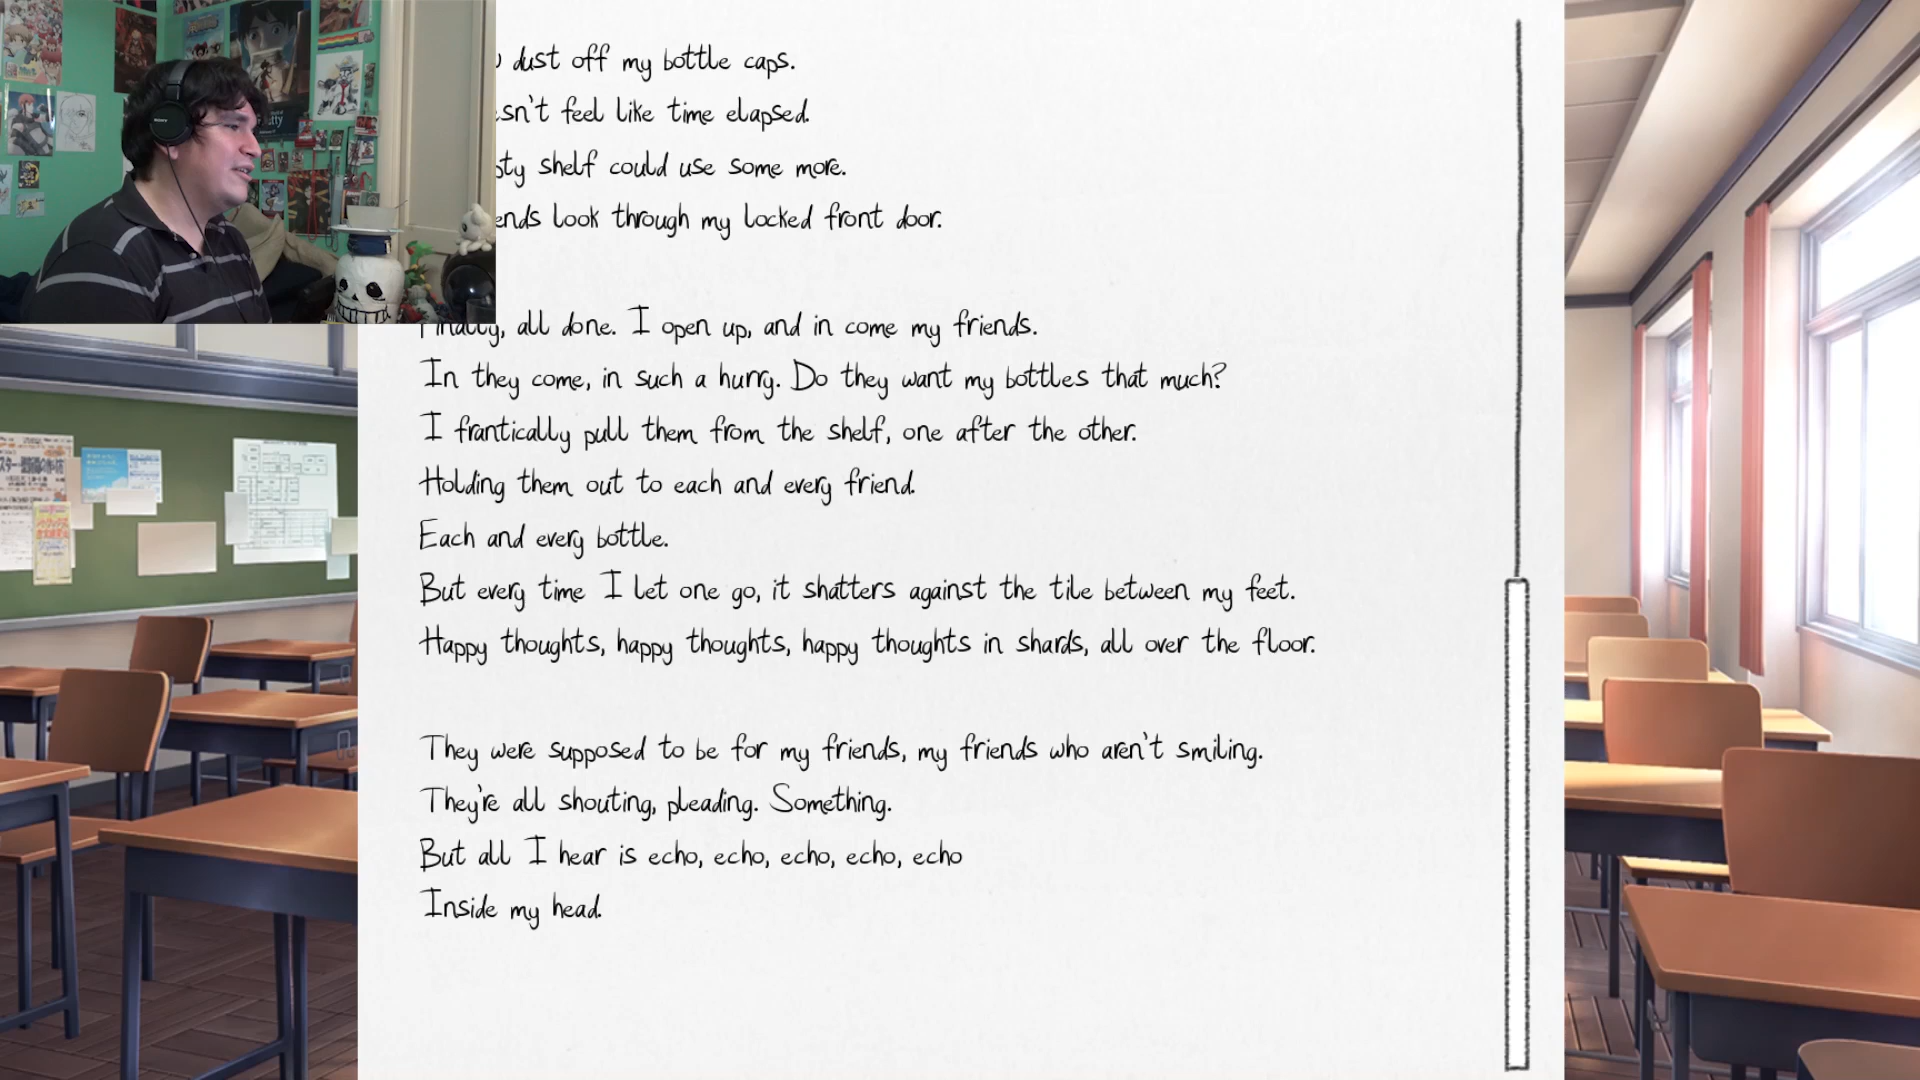 dust off my bottle caps.
feel like time elapsed.
shelf could use some more.
look through my locked front door.
Finally, all done. I open up, and in come my friends.
In they come, in such a hurry. Do they want my bottles that much?
I frantically pull them from the shelf, one after the other.
Holding them out to each and every friend.
Each and every bottle.
But every time I let one go, it shatters against the tile between my feet.
Happy thoughts, happy thoughts, happy thoughts in shards, all over the floor.
They were supposed to be for my friends, my friends who aren't smiling.
They're all shouting, pleading. Something.
But all I hear is echo, echo, echo, echo, echo
Inside my head.